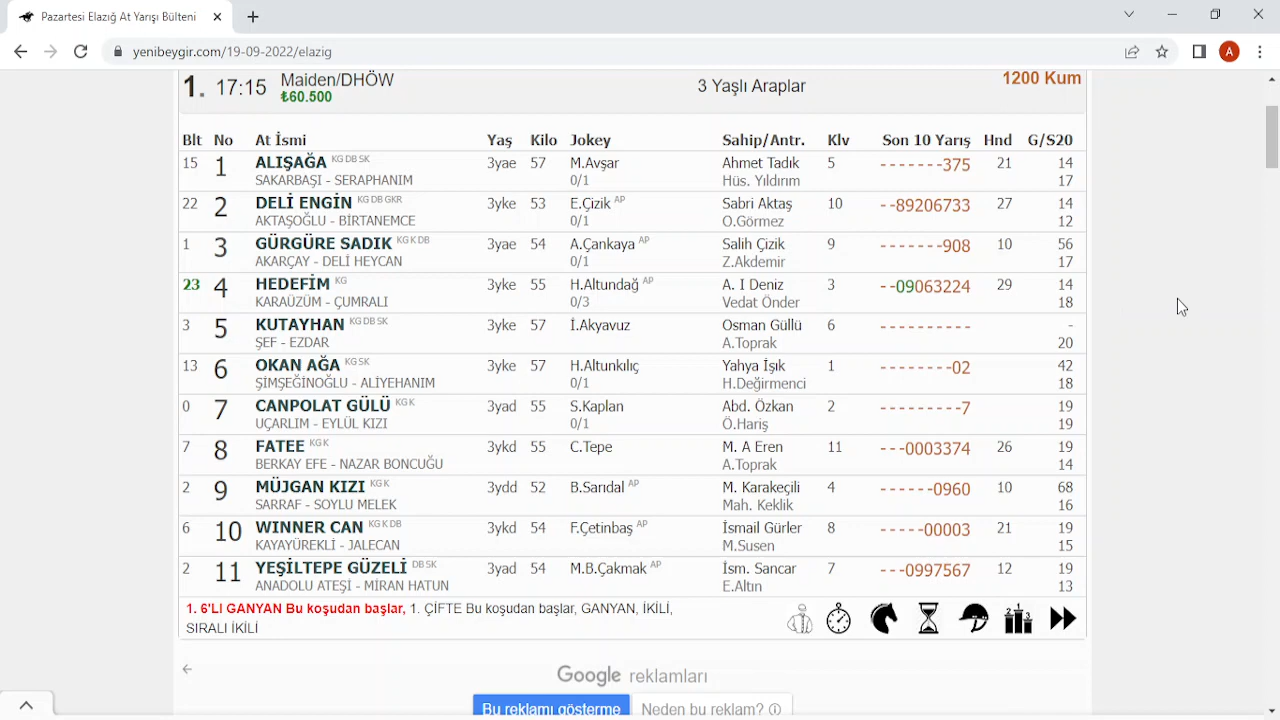 Pazartesi Elazığ At Yarışı Bülteni
yenibeygir.com/19-09-2022/elazig
A
1. 17:15 Maiden/DHÖW 3 Yaşlı Araplar 1200 Kum
₺60.500
Blt No At İsmi Yaş Kilo Jokey Sahip/Antr. Klv Son 10 Yarış Hnd G/S20
15 1 ALIŞAĞA KG DB SK 3yae 57 M.Avşar Ahmet Tadık 5 -------375 21 14
SAKARBAŞI - SERAPHANIM 0/1 Hüs. Yıldırım 17
22 2 DELİ ENGİN KG DB GKR 3yke 53 E.Çizik AP Sabri Aktaş 10 --89206733 27 14
AKTAŞOĞLU - BİRTANEMCE 0/1 O.Görmez 12
1 3 GÜRGÜRE SADIK KG K DB 3yae 54 A.Çankaya AP Salih Çizik 9 -------908 10 56
AKARÇAY - DELİ HEYCAN 0/1 Z.Akdemir 17
23 4 HEDEFİM KG 3yke 55 H.Altundağ AP A. I Deniz 3 --09063224 29 14
KARAÜZÜM - ÇUMRALI 0/3 Vedat Önder 18
3 5 KUTAYHAN KG DB SK 3yke 57 İ.Akyavuz Osman Güllü 6 ---------- -
ŞEF - EZDAR A.Toprak 20
13 6 OKAN AĞA KG SK 3yke 57 H.Altunkılıç Yahya Işık 1 --------02 42
ŞİMŞEĞİNOĞLU - ALİYEHANIM 0/1 H.Değirmenci 18
0 7 CANPOLAT GÜLÜ KG K 3yad 55 S.Kaplan Abd. Özkan 2 ---------7 19
UÇARLIM - EYLÜL KIZI 0/1 Ö.Hariş 19
7 8 FATEE KG K 3ykd 55 C.Tepe M. A Eren 11 ---0003374 26 19
BERKAY EFE - NAZAR BONCUĞU A.Toprak 14
2 9 MÜJGAN KIZI KG K 3ydd 52 B.Sarıdal AP M. Karakeçili 4 ------0960 10 68
SARRAF - SOYLU MELEK Mah. Keklik 16
6 10 WINNER CAN KG K DB 3ykd 54 F.Çetinbaş AP İsmail Gürler 8 -----00003 21 19
KAYAYÜREKLİ - JALECAN M.Susen 15
2 11 YEŞİLTEPE GÜZELİ DB SK 3yad 54 M.B.Çakmak AP İsm. Sancar 7 ---0997567 12 19
ANADOLU ATEŞİ - MİRAN HATUN E.Altın 13
1. 6'LI GANYAN Bu koşudan başlar, 1. ÇİFTE Bu koşudan başlar, GANYAN, İKİLİ,
SIRALI İKİLİ
2 1 3
Google reklamları
Bu reklamı gösterme Neden bu reklam?